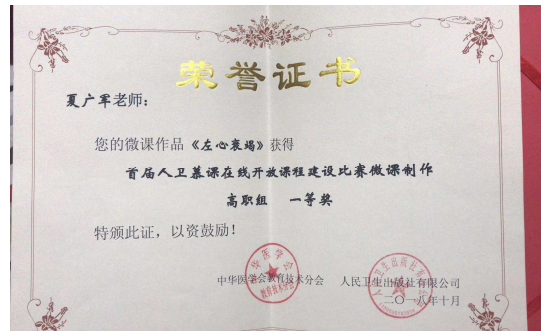 荣誉证书
夏广军老师：
您的微课作品《左心衰竭》获得
首届人卫慕课在线开放课程建设比赛微课制作
高职组 一等奖
特颁此证，以资鼓励！
中华医学会教育技术分会 人民卫生出版社有限公司
二〇一八年十月